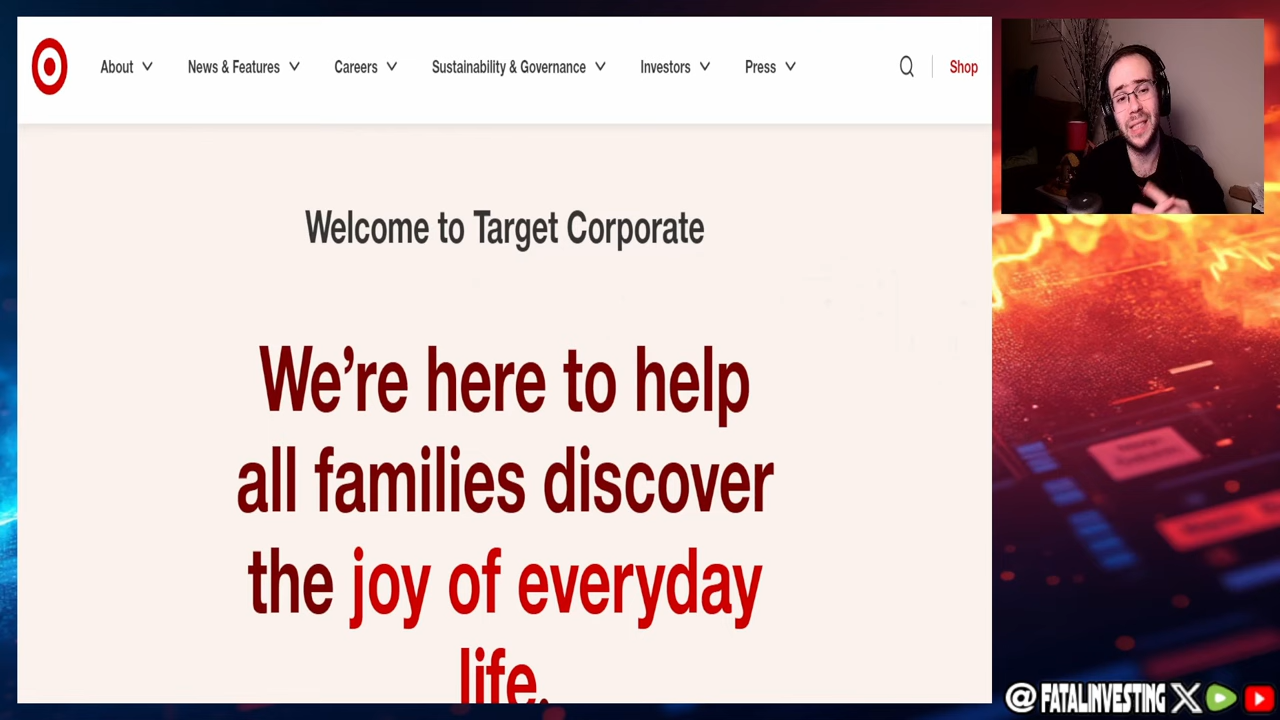 About News & Features Careers Sustainability & Governance Investors Press Shop
Welcome to Target Corporate
We're here to help
all families discover
the joy of everyday
life.
@FATALINVESTING